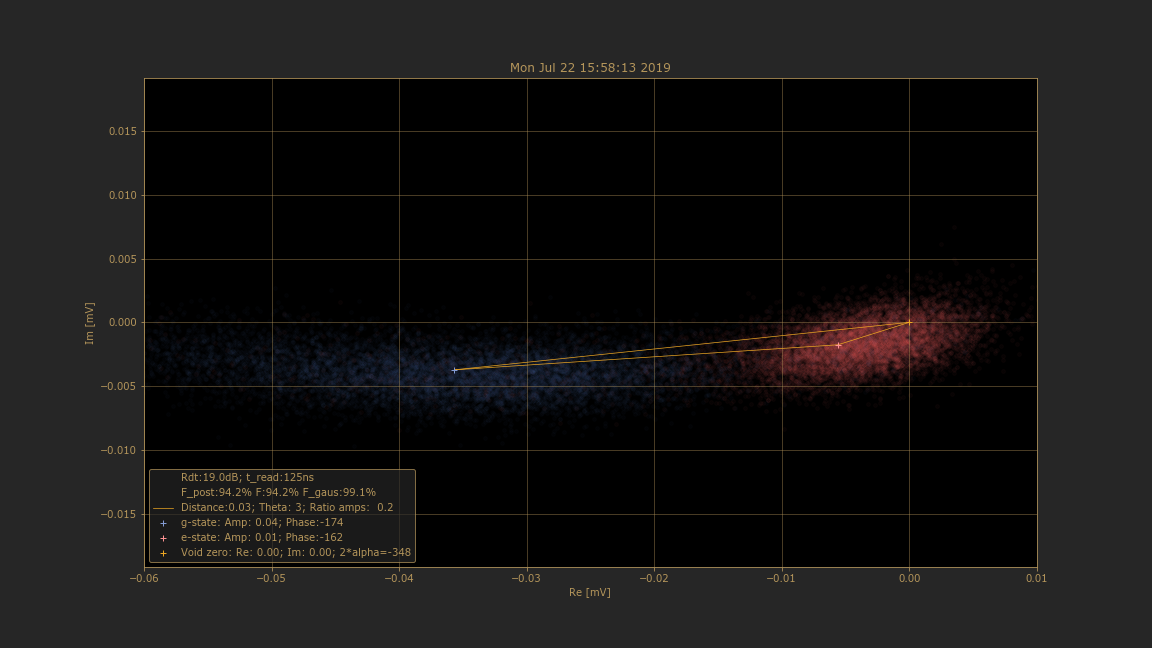 Mon Jul 22 15:58:13 2019
0.015
0.010
0.005
0.000
−0.005
−0.010
−0.015
Im [mV]
Rdt:19.0dB; t_read:125ns
F_post:94.2% F:94.2% F_gaus:99.1%
Distance:0.03; Theta: 3; Ratio amps:  0.2
g-state: Amp: 0.04; Phase:-174
e-state: Amp: 0.01; Phase:-162
Void zero: Re: 0.00; Im: 0.00; 2*alpha=-348
−0.06 −0.05 −0.04 −0.03 −0.02 −0.01 0.00 0.01
Re [mV]